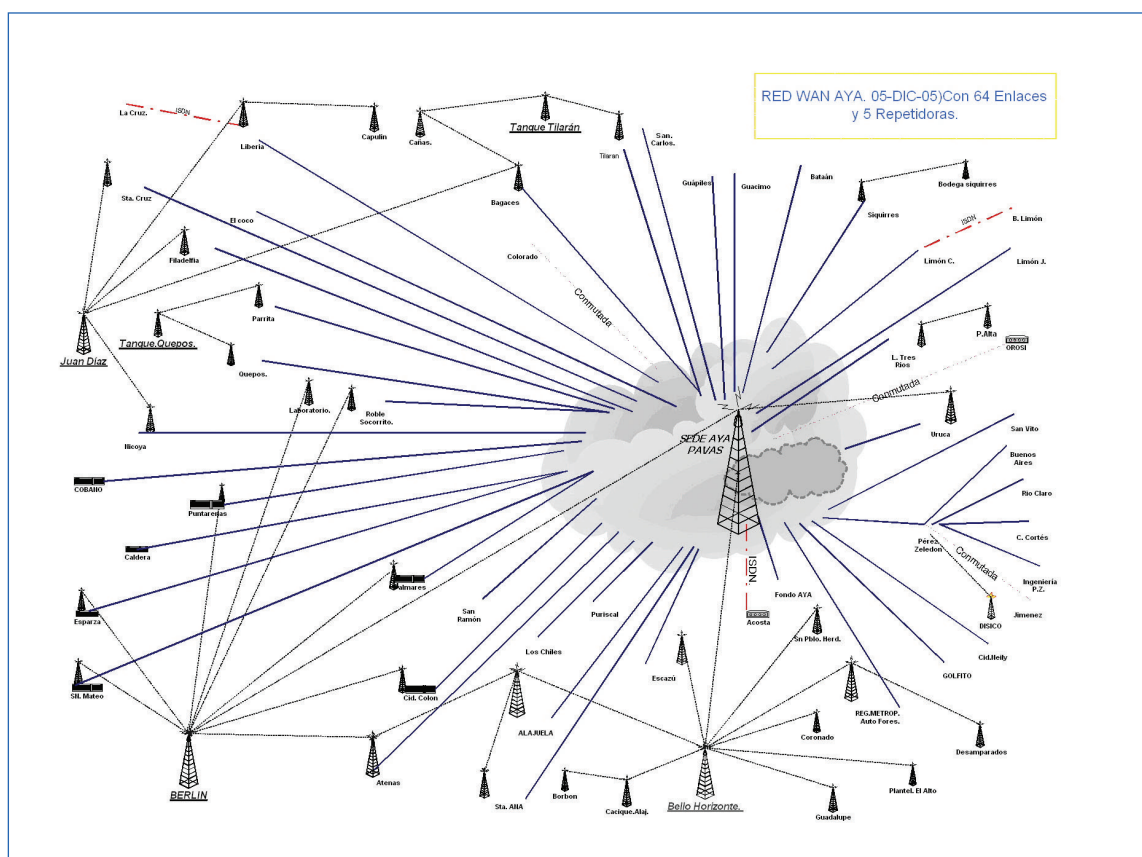 RED WAN AYA. 05-DIC-05)Con 64 Enlaces
y 5 Repetidoras.
La Cruz.
ISDN
Liberia
Capulin
Cañas.
Tanque Tilarán
Tilaran
San.
Carlos.
Guápiles
Guacimo
Bataán
Siquirres
Bodega siquirres
Sta. Cruz
El coco
Bagaces
ISDN
B. Limón
Filadelfia
Colorado
Limón C.
Limón J.
Conmutada
Parrita
Juan Díaz
Tanque.Quepos.
Quepos.
L. Tres
Rios
P.Alta
OROSI
Conmutada
Laboratorio.
Roble
Socorrito.
Nicoya
SEDE AYA
PAVAS
Uruca
San Vito
COBANO
Buenos
Aires
Puntarenas
Rio Claro
Caldera
C. Cortés
Pérez
Zeledon
Conmutada
Ingeniería
P.Z.
ISDN
Palmares
Fondo AYA
Esparza
San
Ramón
Puriscal
Acosta
DISICO
Jimenez
Sn Pblo. Herd.
Los Chiles
Cid.Neily
Escazú
GOLFITO
SN. Mateo
Cid. Colon
REG.METROP.
Auto Fores.
ALAJUELA
Coronado
Desamparados
BERLIN
Atenas
Sta. ANA
Borbon
Cacique.Alaj.
Bello Horizonte.
Guadalupe
Plantel. El Alto